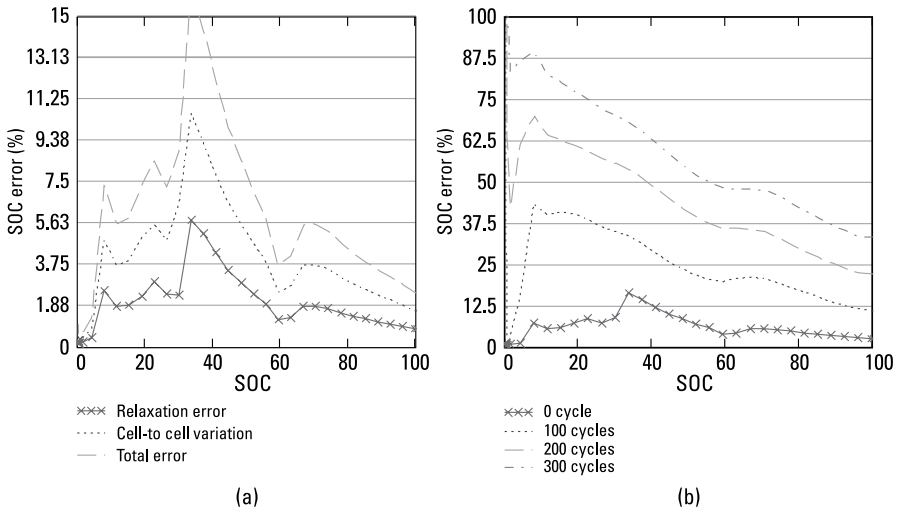 15
13.13
11.25
9.38
7.5
5.63
3.75
1.88
0
SOC error (%)
0 20 40 60 80 100
SOC
Relaxation error
Cell-to cell variation
Total error
(a)
100
87.5
75
62.5
50
37.5
25
12.5
0
SOC error (%)
0 20 40 60 80 100
SOC
0 cycle
100 cycles
200 cycles
300 cycles
(b)